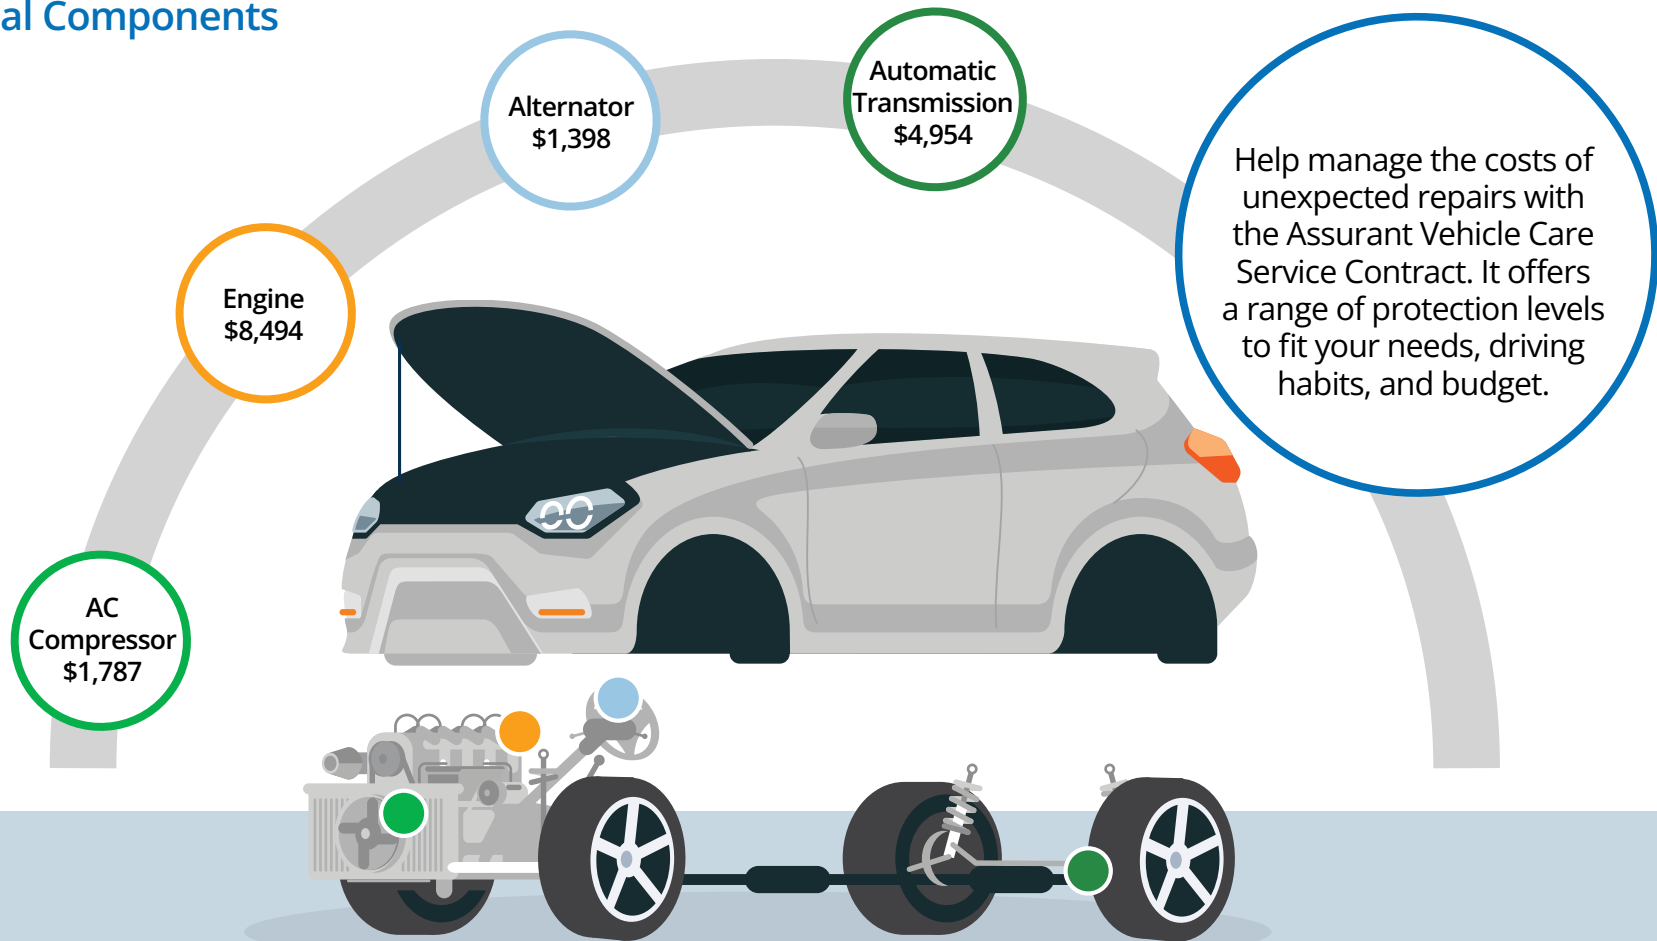 al Components
Automatic
Transmission
$4,954
Alternator
$1,398
Help manage the costs of
unexpected repairs with
the Assurant Vehicle Care
Service Contract. It offers
a range of protection levels
to fit your needs, driving
habits, and budget.
Engine
$8,494
AC
Compressor
$1,787